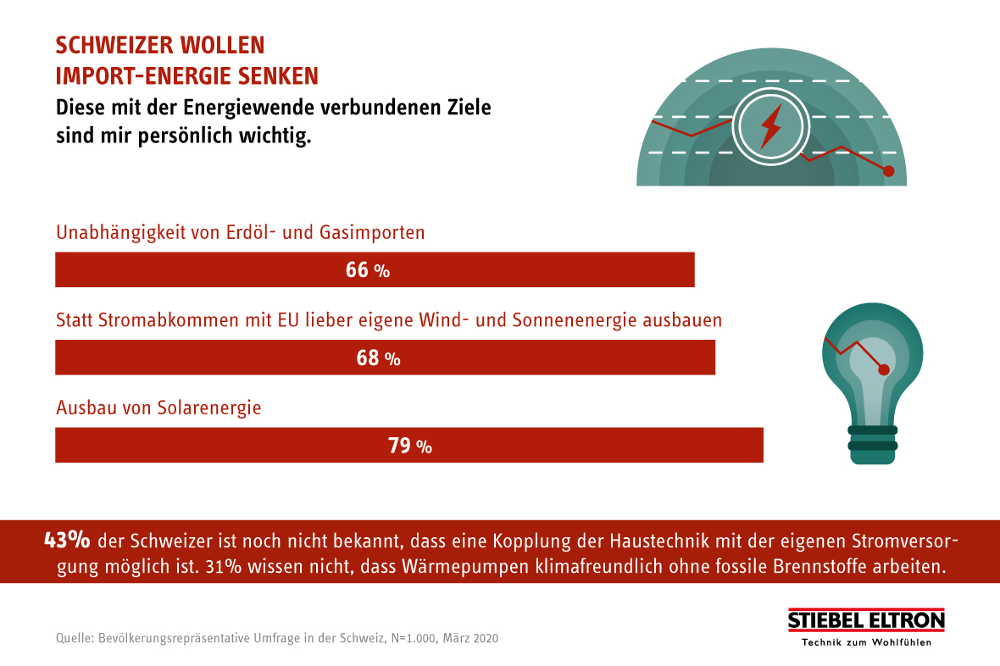 SCHWEIZER WOLLEN
IMPORT-ENERGIE SENKEN
Diese mit der Energiewende verbundenen Ziele
sind mir persönlich wichtig.
Unabhängigkeit von Erdöl- und Gasimporten
66 %
Statt Stromabkommen mit EU lieber eigene Wind- und Sonnenenergie ausbauen
68 %
Ausbau von Solarenergie
79 %
43% der Schweizer ist noch nicht bekannt, dass eine Kopplung der Haustechnik mit der eigenen Stromversor-
gung möglich ist. 31% wissen nicht, dass Wärmepumpen klimafreundlich ohne fossile Brennstoffe arbeiten.
Quelle: Bevölkerungsrepräsentative Umfrage in der Schweiz, N=1.000, März 2020
STIEBEL ELTRON
Technik zum Wohlfühlen